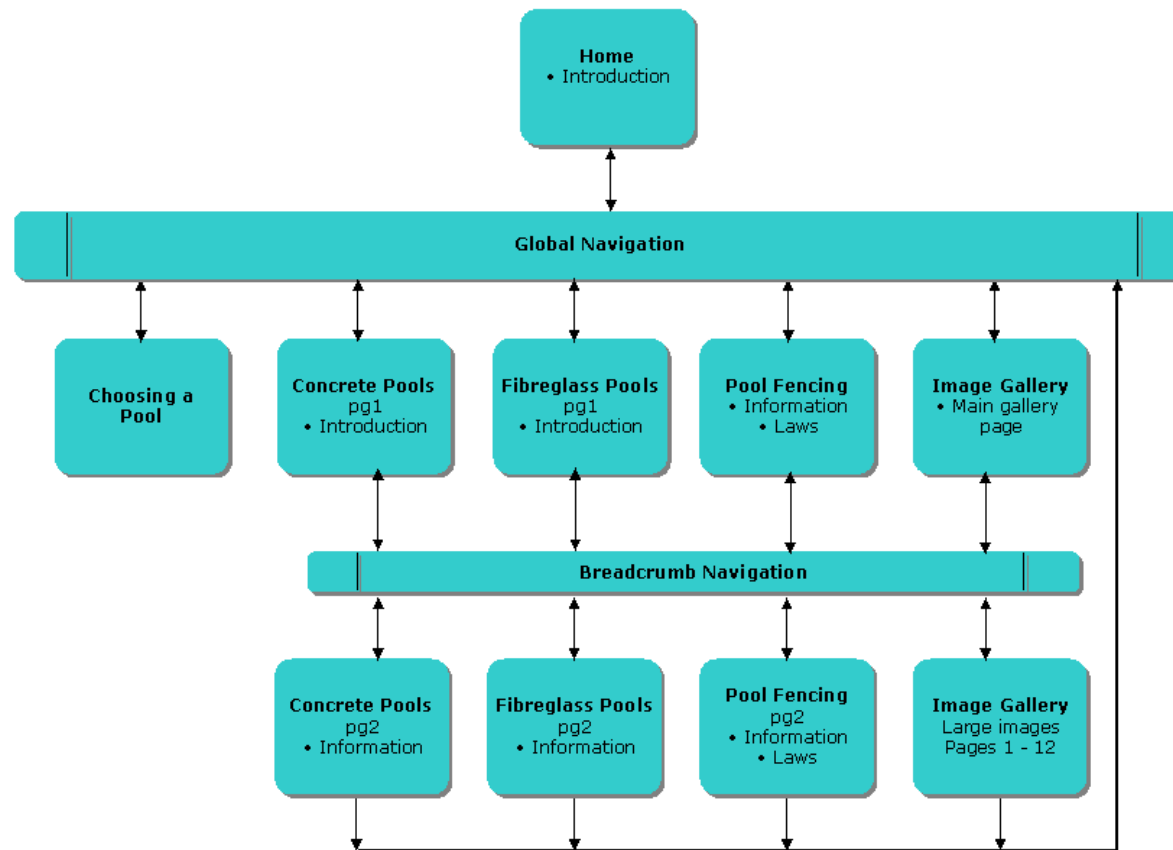 Home
• Introduction
Global Navigation
Choosing a
Pool
Concrete Pools
pg1
• Introduction
Fibreglass Pools
pg1
• Introduction
Pool Fencing
• Information
• Laws
Image Gallery
• Main gallery
page
Breadcrumb Navigation
Concrete Pools
pg2
• Information
Fibreglass Pools
pg2
• Information
Pool Fencing
pg2
• Information
• Laws
Image Gallery
Large images
Pages 1 - 12